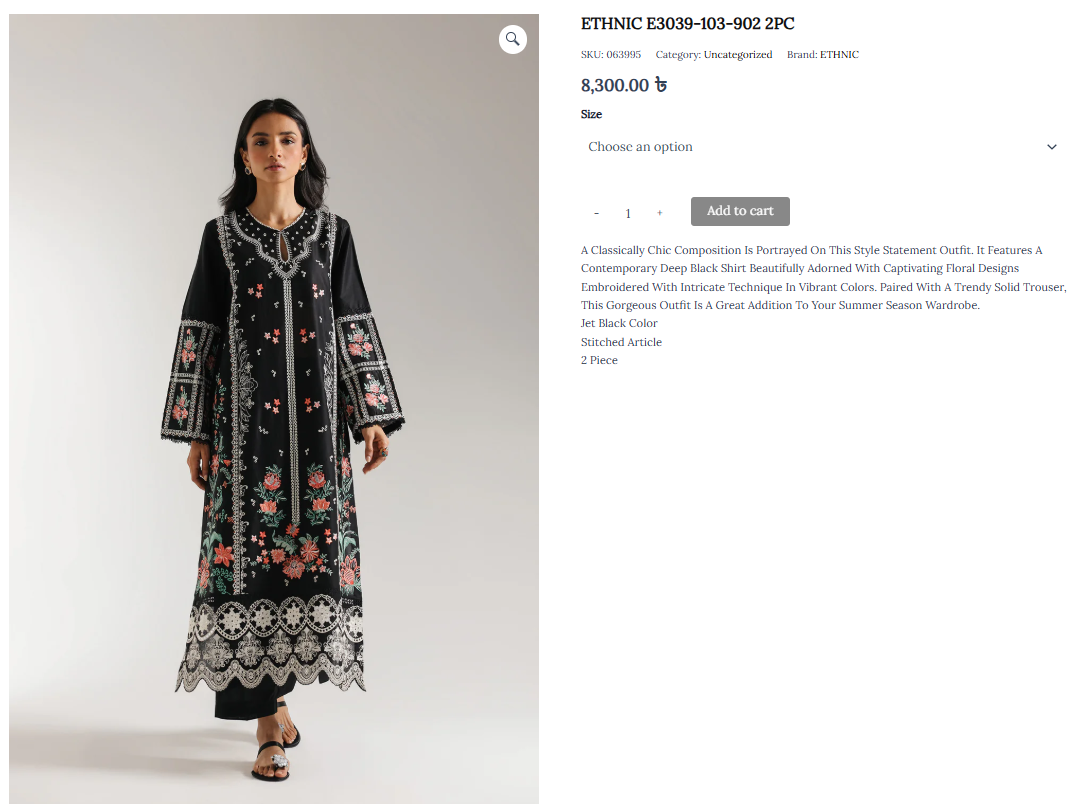 ETHNIC E3039-103-902 2PC
SKU: 063995 Category: Uncategorized Brand: ETHNIC
8,300.00 ৳
Size
Choose an option
- 1 +
Add to cart
A Classically Chic Composition Is Portrayed On This Style Statement Outfit. It Features A
Contemporary Deep Black Shirt Beautifully Adorned With Captivating Floral Designs
Embroidered With Intricate Technique In Vibrant Colors. Paired With A Trendy Solid Trouser,
This Gorgeous Outfit Is A Great Addition To Your Summer Season Wardrobe.
Jet Black Color
Stitched Article
2 Piece